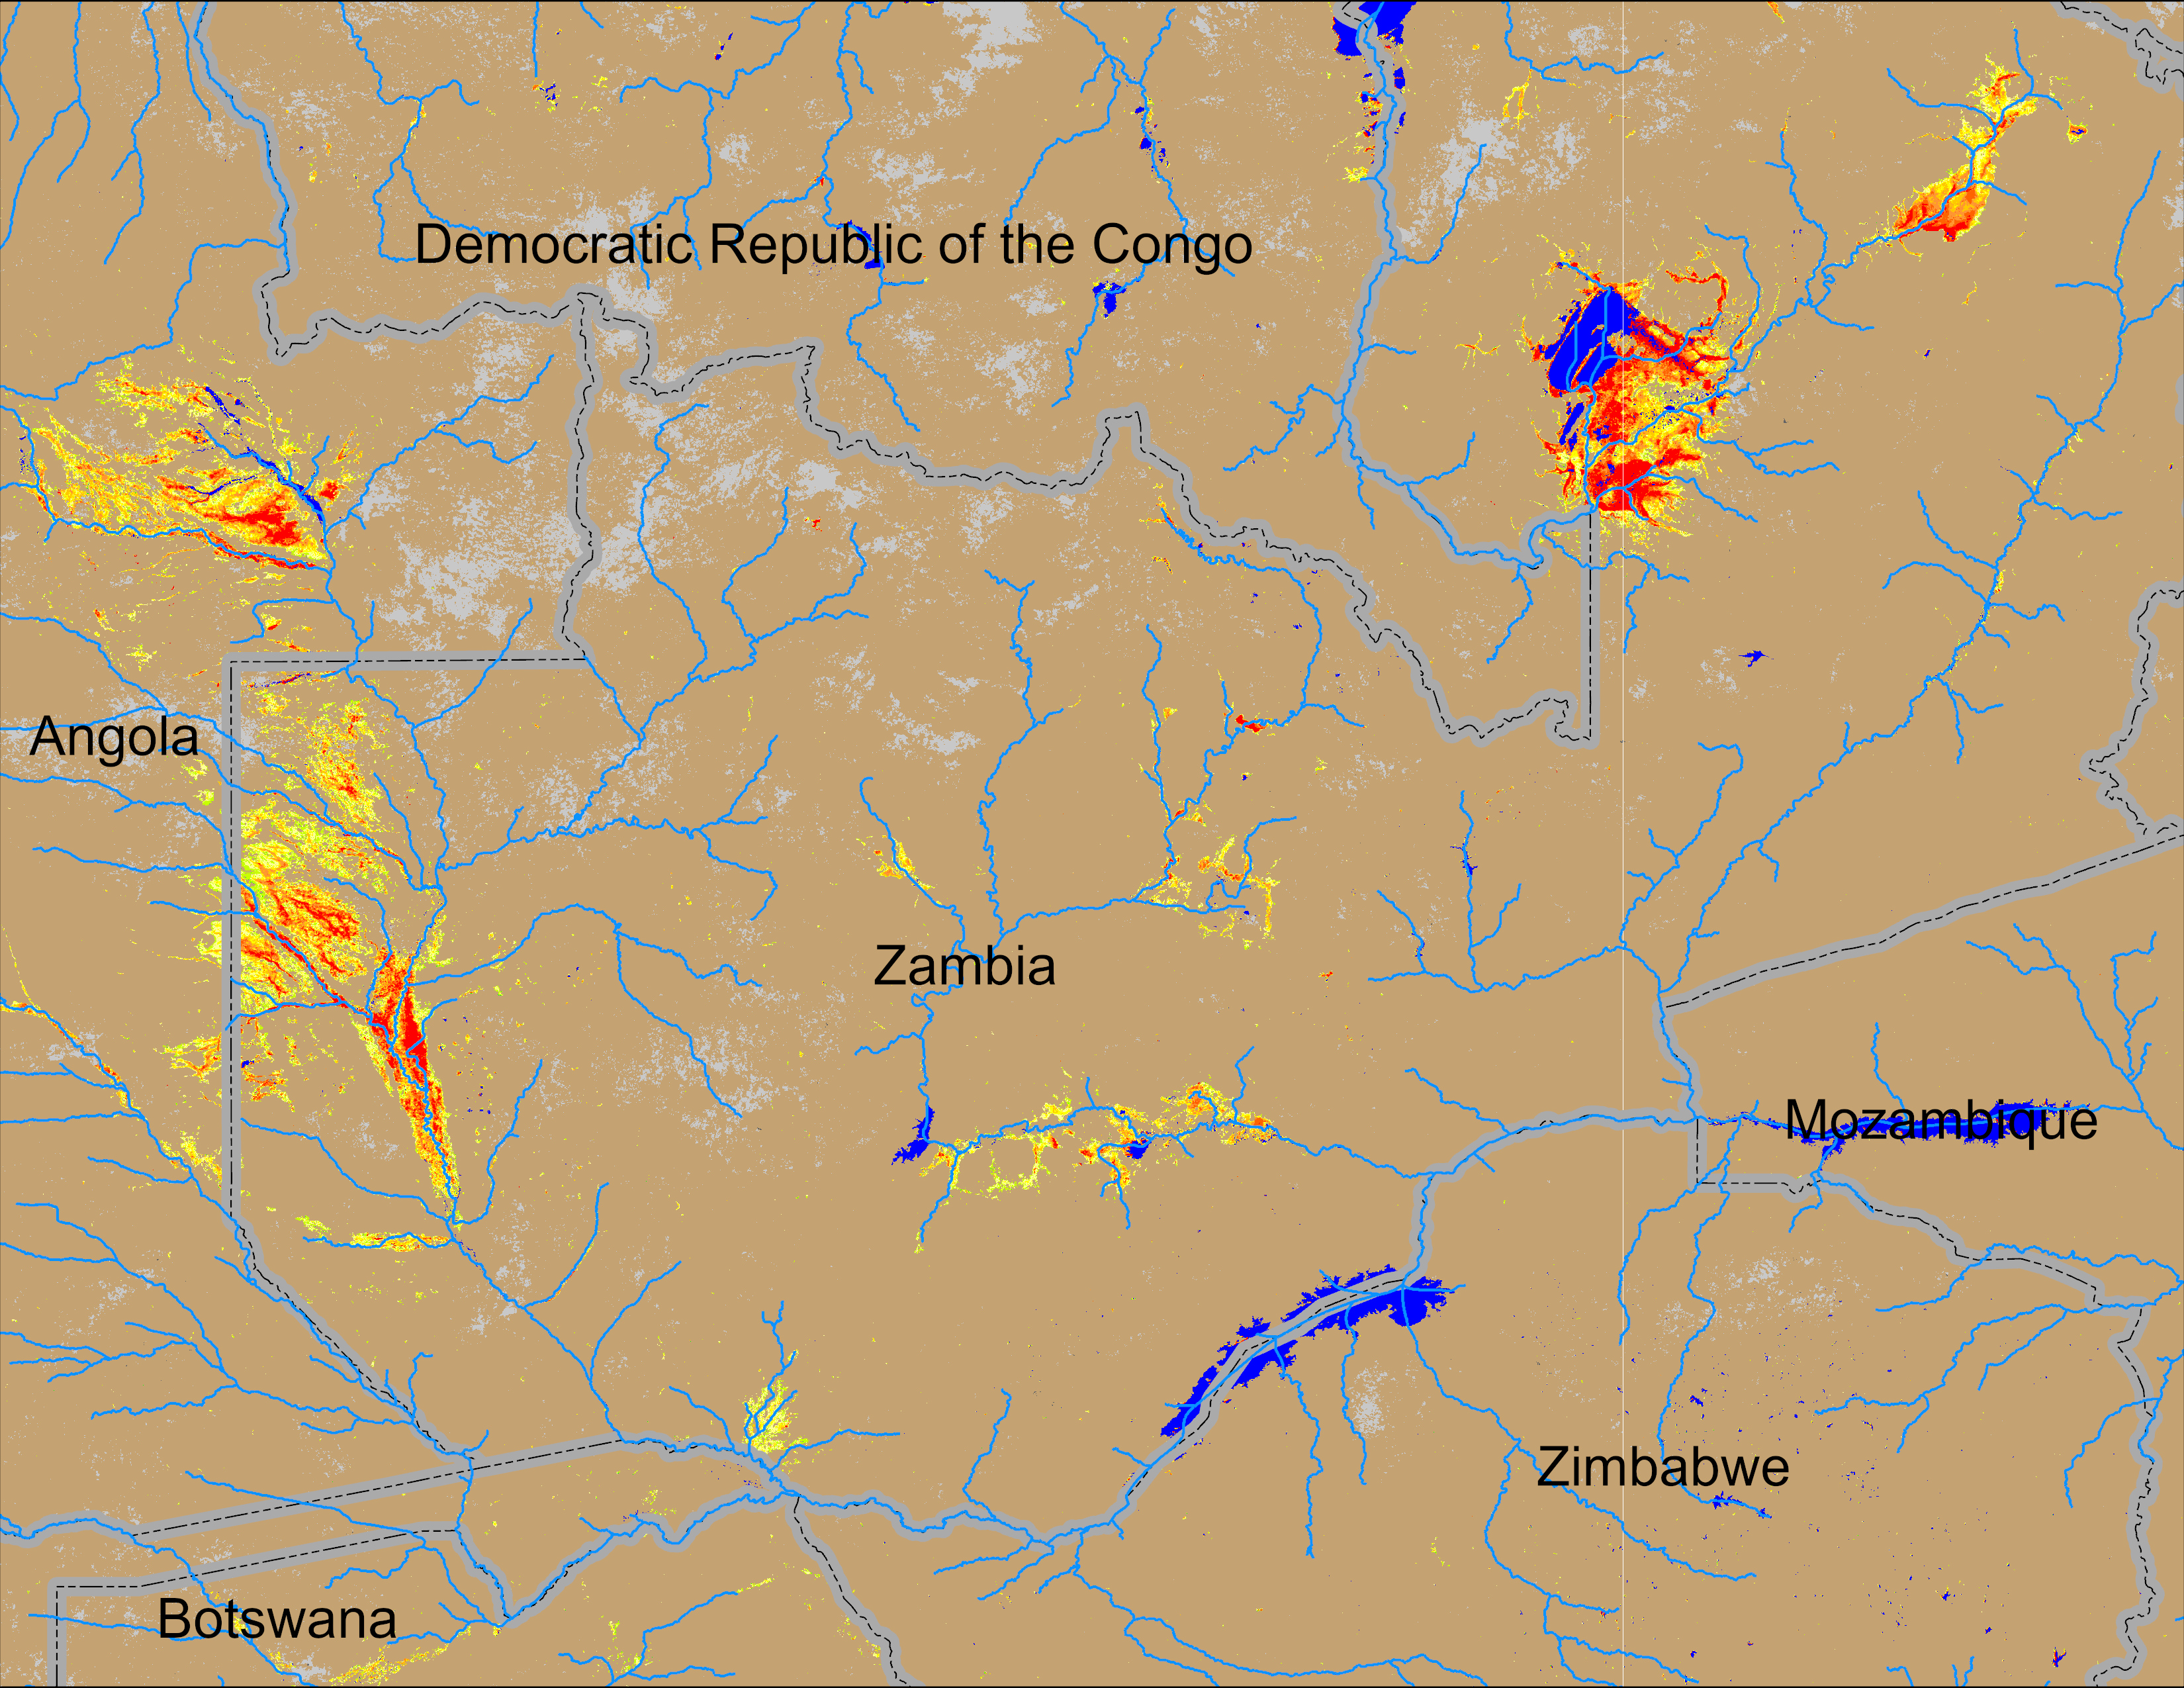 Democratic Republic of the Congo
Angola
Zambia
Mozambique
Zimbabwe
Botswana